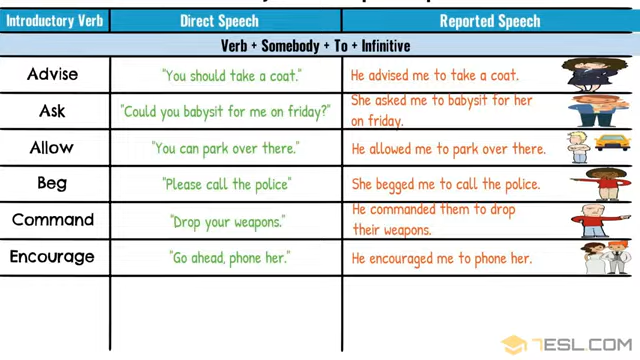 Introductory Verb Direct Speech Reported Speech
Verb + Somebody + To + Infinitive
Advise "You should take a coat." He advised me to take a coat.
Ask "Could you babysit for me on friday?" She asked me to babysit for her
on friday.
Allow "You can park over there." He allowed me to park over there.
Beg "Please call the police" She begged me to call the police.
Command "Drop your weapons." He commanded them to drop
their weapons.
Encourage "Go ahead, phone her." He encouraged me to phone her.
7ESL.COM